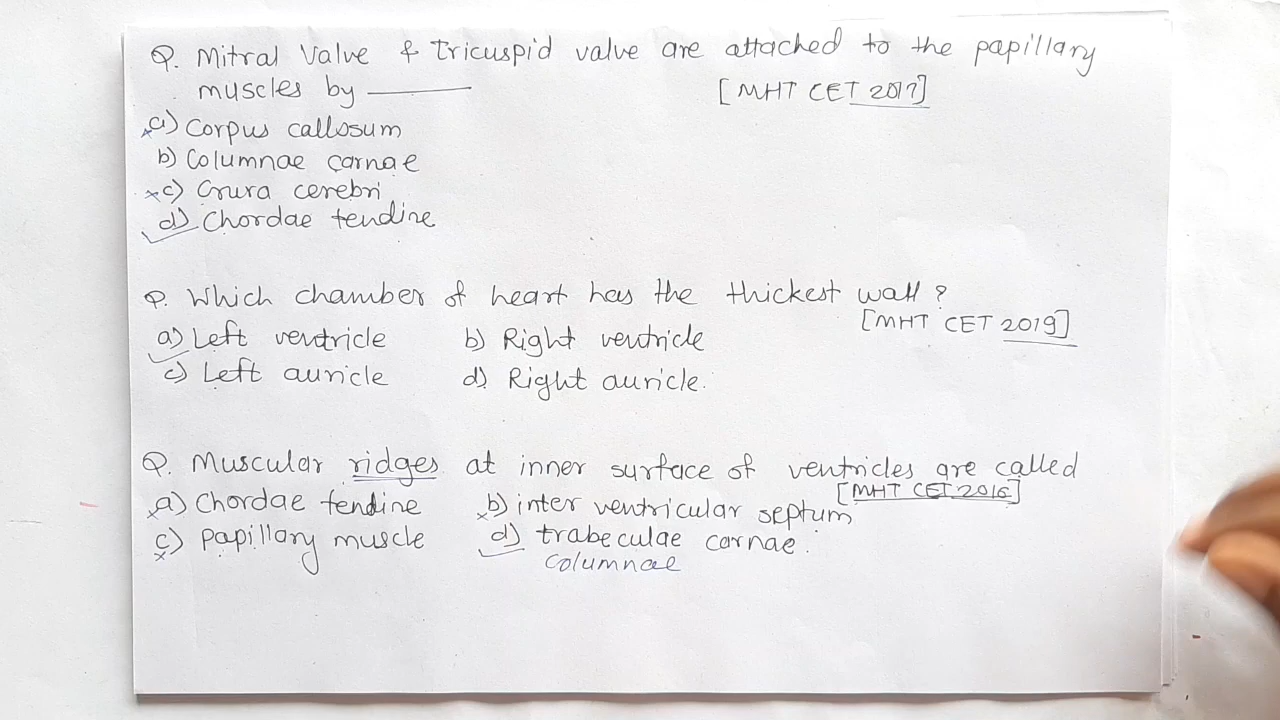 Q. Mitral Valve & tricuspid valve are attached to the papillary
muscles by ______ [MHT CET 2017]
a) Corpus callosum
b) Columnae carnae
c) Crura cerebri
d) Chordae tendine
Q. Which chamber of heart has the thickest wall?
[MHT CET 2019]
a) Left ventricle b) Right ventricle
c) Left auricle d) Right auricle.
Q. Muscular ridges at inner surface of ventricles are called
[MHT CET 2016]
a) Chordae tendine b) inter ventricular septum
c) Papillary muscle d) trabeculae carnae.
columnae